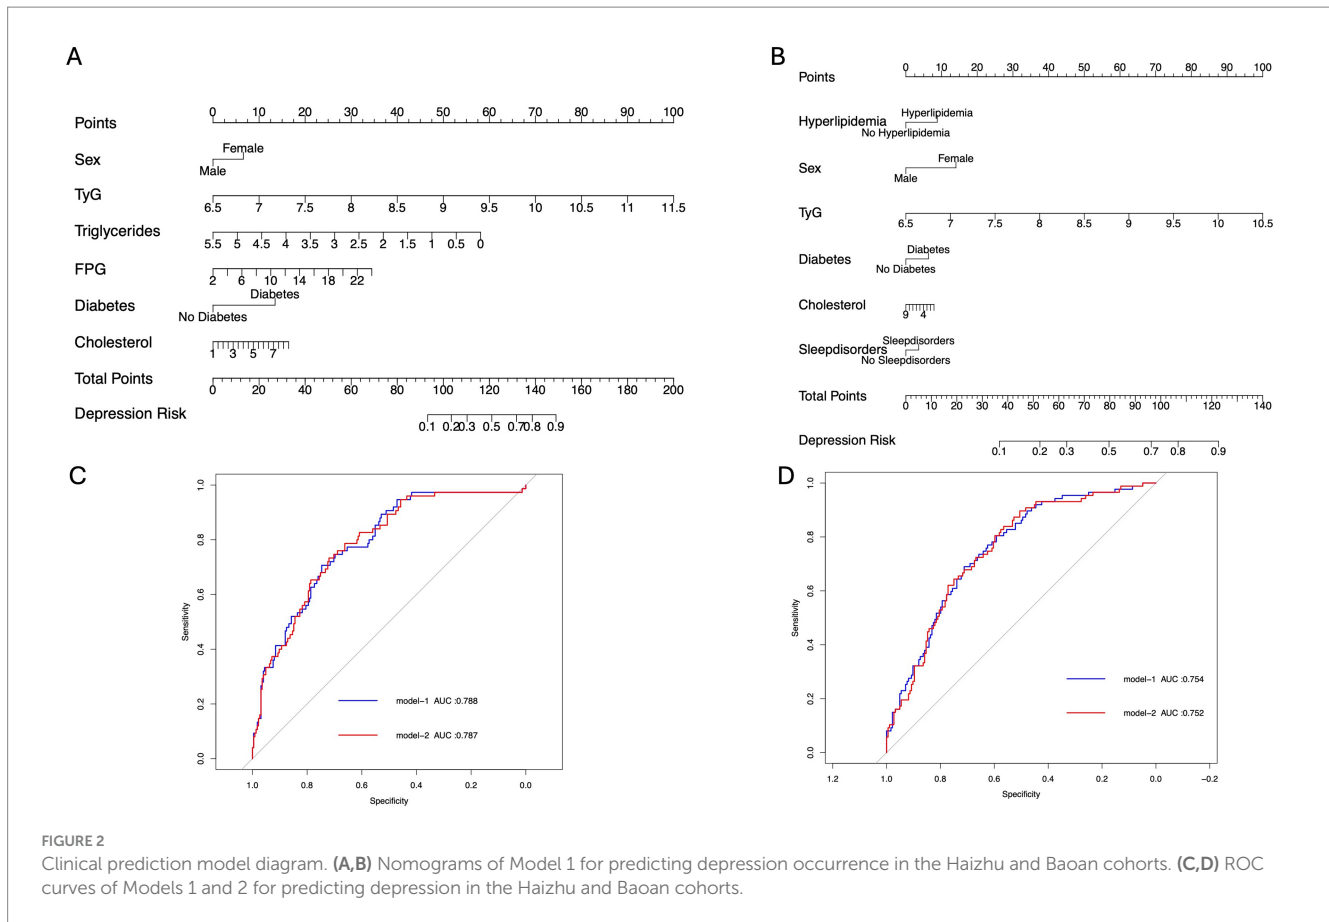 A
Points
0 10 20 30 40 50 60 70 80 90 100
Sex
Female
Male
TyG
6.5 7 7.5 8 8.5 9 9.5 10 10.5 11 11.5
Triglycerides
5.5 5 4.5 4 3.5 3 2.5 2 1.5 1 0.5 0
FPG
2 6 10 14 18 22
Diabetes
Diabetes
No Diabetes
Cholesterol
1 3 5 7
Total Points
0 20 40 60 80 100 120 140 160 180 200
Depression Risk
0.1 0.2 0.3 0.5 0.7 0.8 0.9
B
Points
0 10 20 30 40 50 60 70 80 90 100
Hyperlipidemia
Hyperlipidemia
No Hyperlipidemia
Sex
Female
Male
TyG
6.5 7 7.5 8 8.5 9 9.5 10 10.5
Diabetes
Diabetes
No Diabetes
Cholesterol
9 4
Sleepdisorders
Sleepdisorders
No Sleepdisorders
Total Points
0 10 20 30 40 50 60 70 80 90 100 120 140
Depression Risk
0.1 0.2 0.3 0.5 0.7 0.8 0.9
C
Sensitivity
1.0
0.8
0.6
0.4
0.2
0.0
model-1 AUC :0.788
model-2 AUC :0.787
1.0 0.8 0.6 0.4 0.2 0.0
Specificity
D
Sensitivity
1.0
0.8
0.6
0.4
0.2
0.0
model-1 AUC :0.754
model-2 AUC :0.752
1.2 1.0 0.8 0.6 0.4 0.2 0.0 -0.2
Specificity
FIGURE 2
Clinical prediction model diagram. (A,B) Nomograms of Model 1 for predicting depression occurrence in the Haizhu and Baoan cohorts. (C,D) ROC
curves of Models 1 and 2 for predicting depression in the Haizhu and Baoan cohorts.